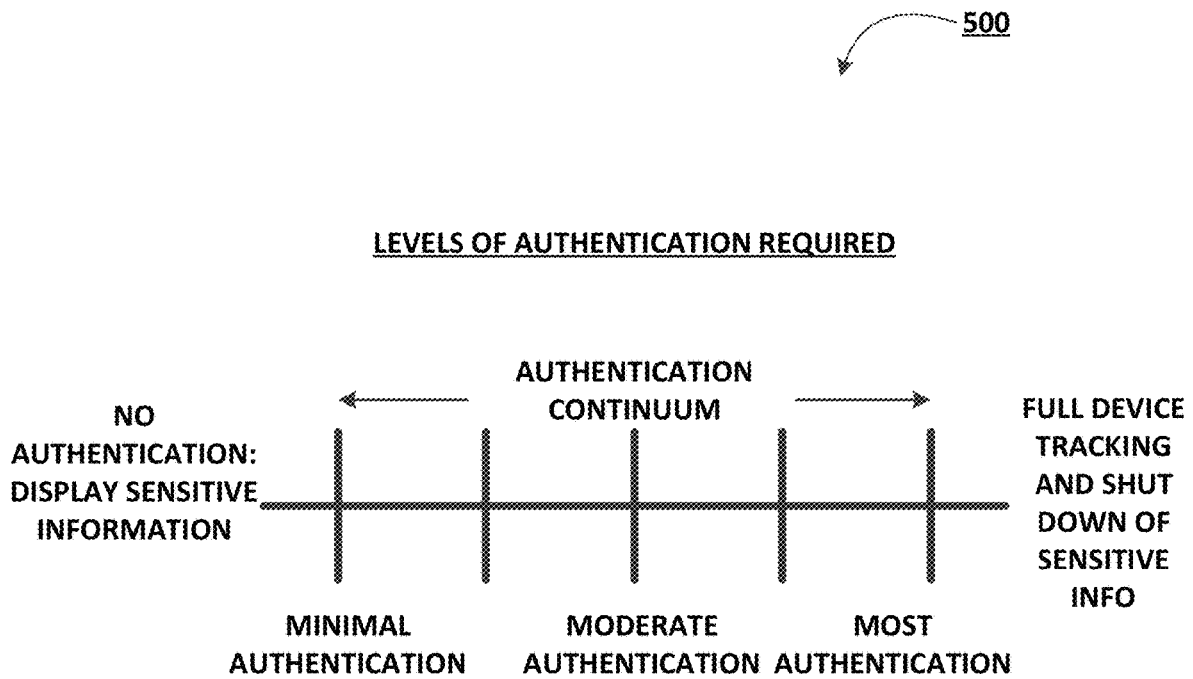 500
LEVELS OF AUTHENTICATION REQUIRED
AUTHENTICATION
CONTINUUM
NO
AUTHENTICATION:
DISPLAY SENSITIVE
INFORMATION
FULL DEVICE
TRACKING
AND SHUT
DOWN OF
SENSITIVE
INFO
MINIMAL
AUTHENTICATION
MODERATE
AUTHENTICATION
MOST
AUTHENTICATION